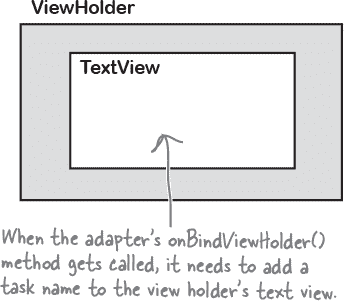 ViewHolder
TextView
When the adapter's onBindViewHolder()
method gets called, it needs to add a
task name to the view holder's text view.